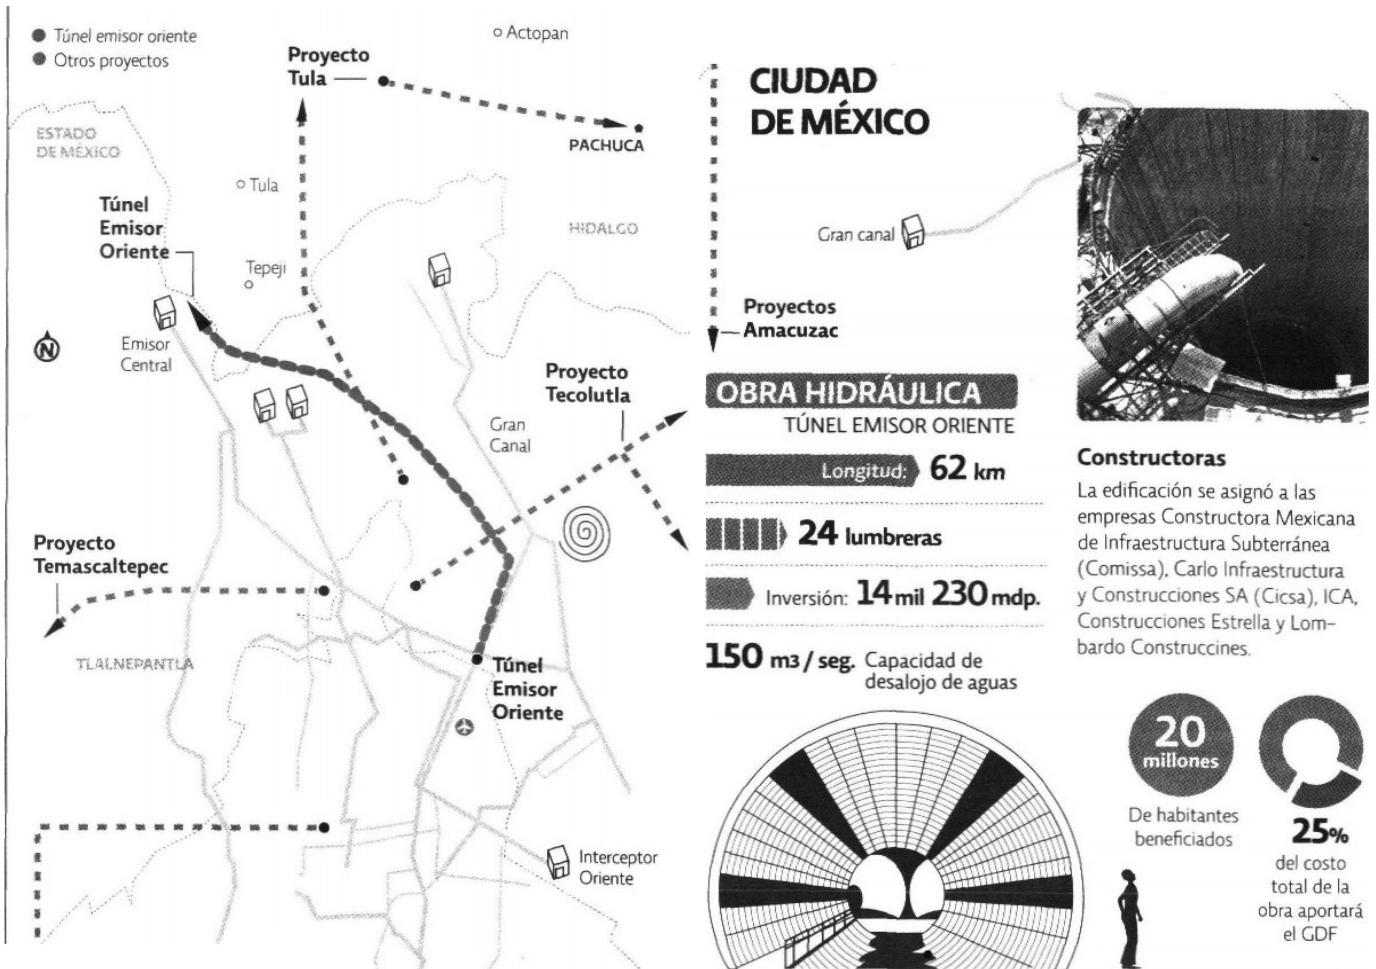 Túnel emisor oriente
Otros proyectos
Actopan
Proyecto
Tula
PACHUCA
ESTADO
DE MÉXICO
Tula
Túnel
Emisor
Oriente
HIDALGO
Tepeji
N
Emisor
Central
Proyecto
Tecolutla
Gran
Canal
Proyecto
Temascaltepec
TLALNEPANTLA
Túnel
Emisor
Oriente
Interceptor
Oriente
CIUDAD
DE MÉXICO
Gran canal
Proyectos
Amacuzac
OBRA HIDRÁULICA
TÚNEL EMISOR ORIENTE
Longitud: 62 km
24 lumbreras
Inversión: 14 mil 230 mdp.
150 m3 / seg. Capacidad de
desalojo de aguas
Constructoras
La edificación se asignó a las
empresas Constructora Mexicana
de Infraestructura Subterránea
(Comissa), Carlo Infraestructura
y Construcciones SA (Cicsa), ICA,
Construcciones Estrella y Lom-
bardo Construccines.
20
millones
De habitantes
beneficiados
25%
del costo
total de la
obra aportará
el GDF